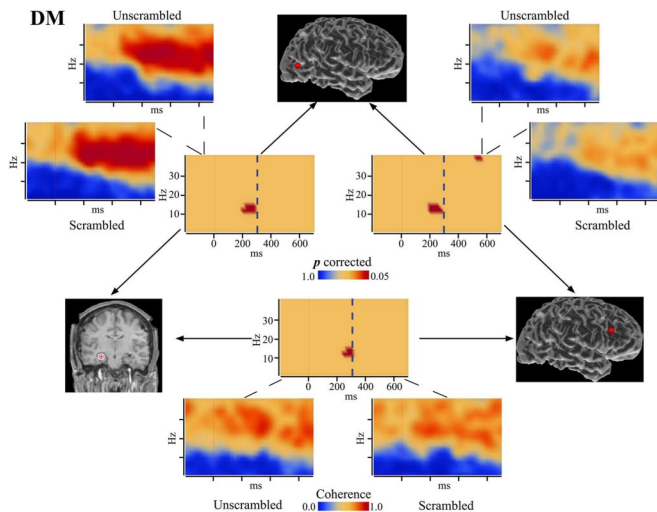 DM
Unscrambled
Unscrambled
Hz
ms
Hz
ms
Hz
ms
Scrambled
Hz
ms
Scrambled
Hz
30
20
10
0 200 400 600
ms
Hz
30
20
10
0 200 400 600
ms
p corrected
1.0 0.05
Hz
30
20
10
0 200 400 600
ms
Hz
ms
Unscrambled
Hz
ms
Scrambled
Coherence
0.0 1.0